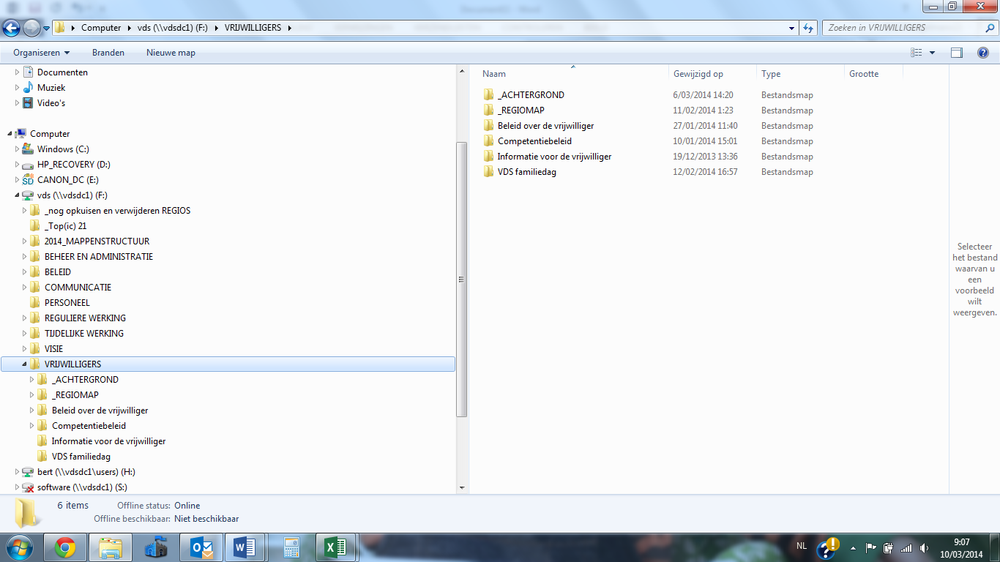 Computer vds (\\vdsdc1) (F:) VRIJWILLIGERS
Zoeken in VRIJWILLIGERS
Organiseren Branden Nieuwe map
Documenten
Muziek
Video's
Computer
Windows (C:)
HP_RECOVERY (D:)
CANON_DC (E:)
vds (\\vdsdc1) (F:)
_nog opkuisen en verwijderen REGIOS
_Top(ic) 21
2014_MAPPENSTRUCTUUR
BEHEER EN ADMINISTRATIE
BELEID
COMMUNICATIE
PERSONEEL
REGULIERE WERKING
TIJDELIJKE WERKING
VISIE
VRIJWILLIGERS
_ACHTERGROND
_REGIOMAP
Beleid over de vrijwilliger
Competentiebeleid
Informatie voor de vrijwilliger
VDS familiedag
bert (\\vdsdc1\users) (H:)
software (\\vdsdc1) (S:)
Naam Gewijzigd op Type Grootte
_ACHTERGROND 6/03/2014 14:20 Bestandsmap
_REGIOMAP 11/02/2014 1:23 Bestandsmap
Beleid over de vrijwilliger 27/01/2014 11:40 Bestandsmap
Competentiebeleid 10/01/2014 15:01 Bestandsmap
Informatie voor de vrijwilliger 19/12/2013 13:36 Bestandsmap
VDS familiedag 12/02/2014 16:57 Bestandsmap
Selecteer
het bestand
waarvan u
een
voorbeeld
wilt
weergeven.
6 items Offline status: Online
Offline beschikbaar: Niet beschikbaar
NL
9:07
10/03/2014